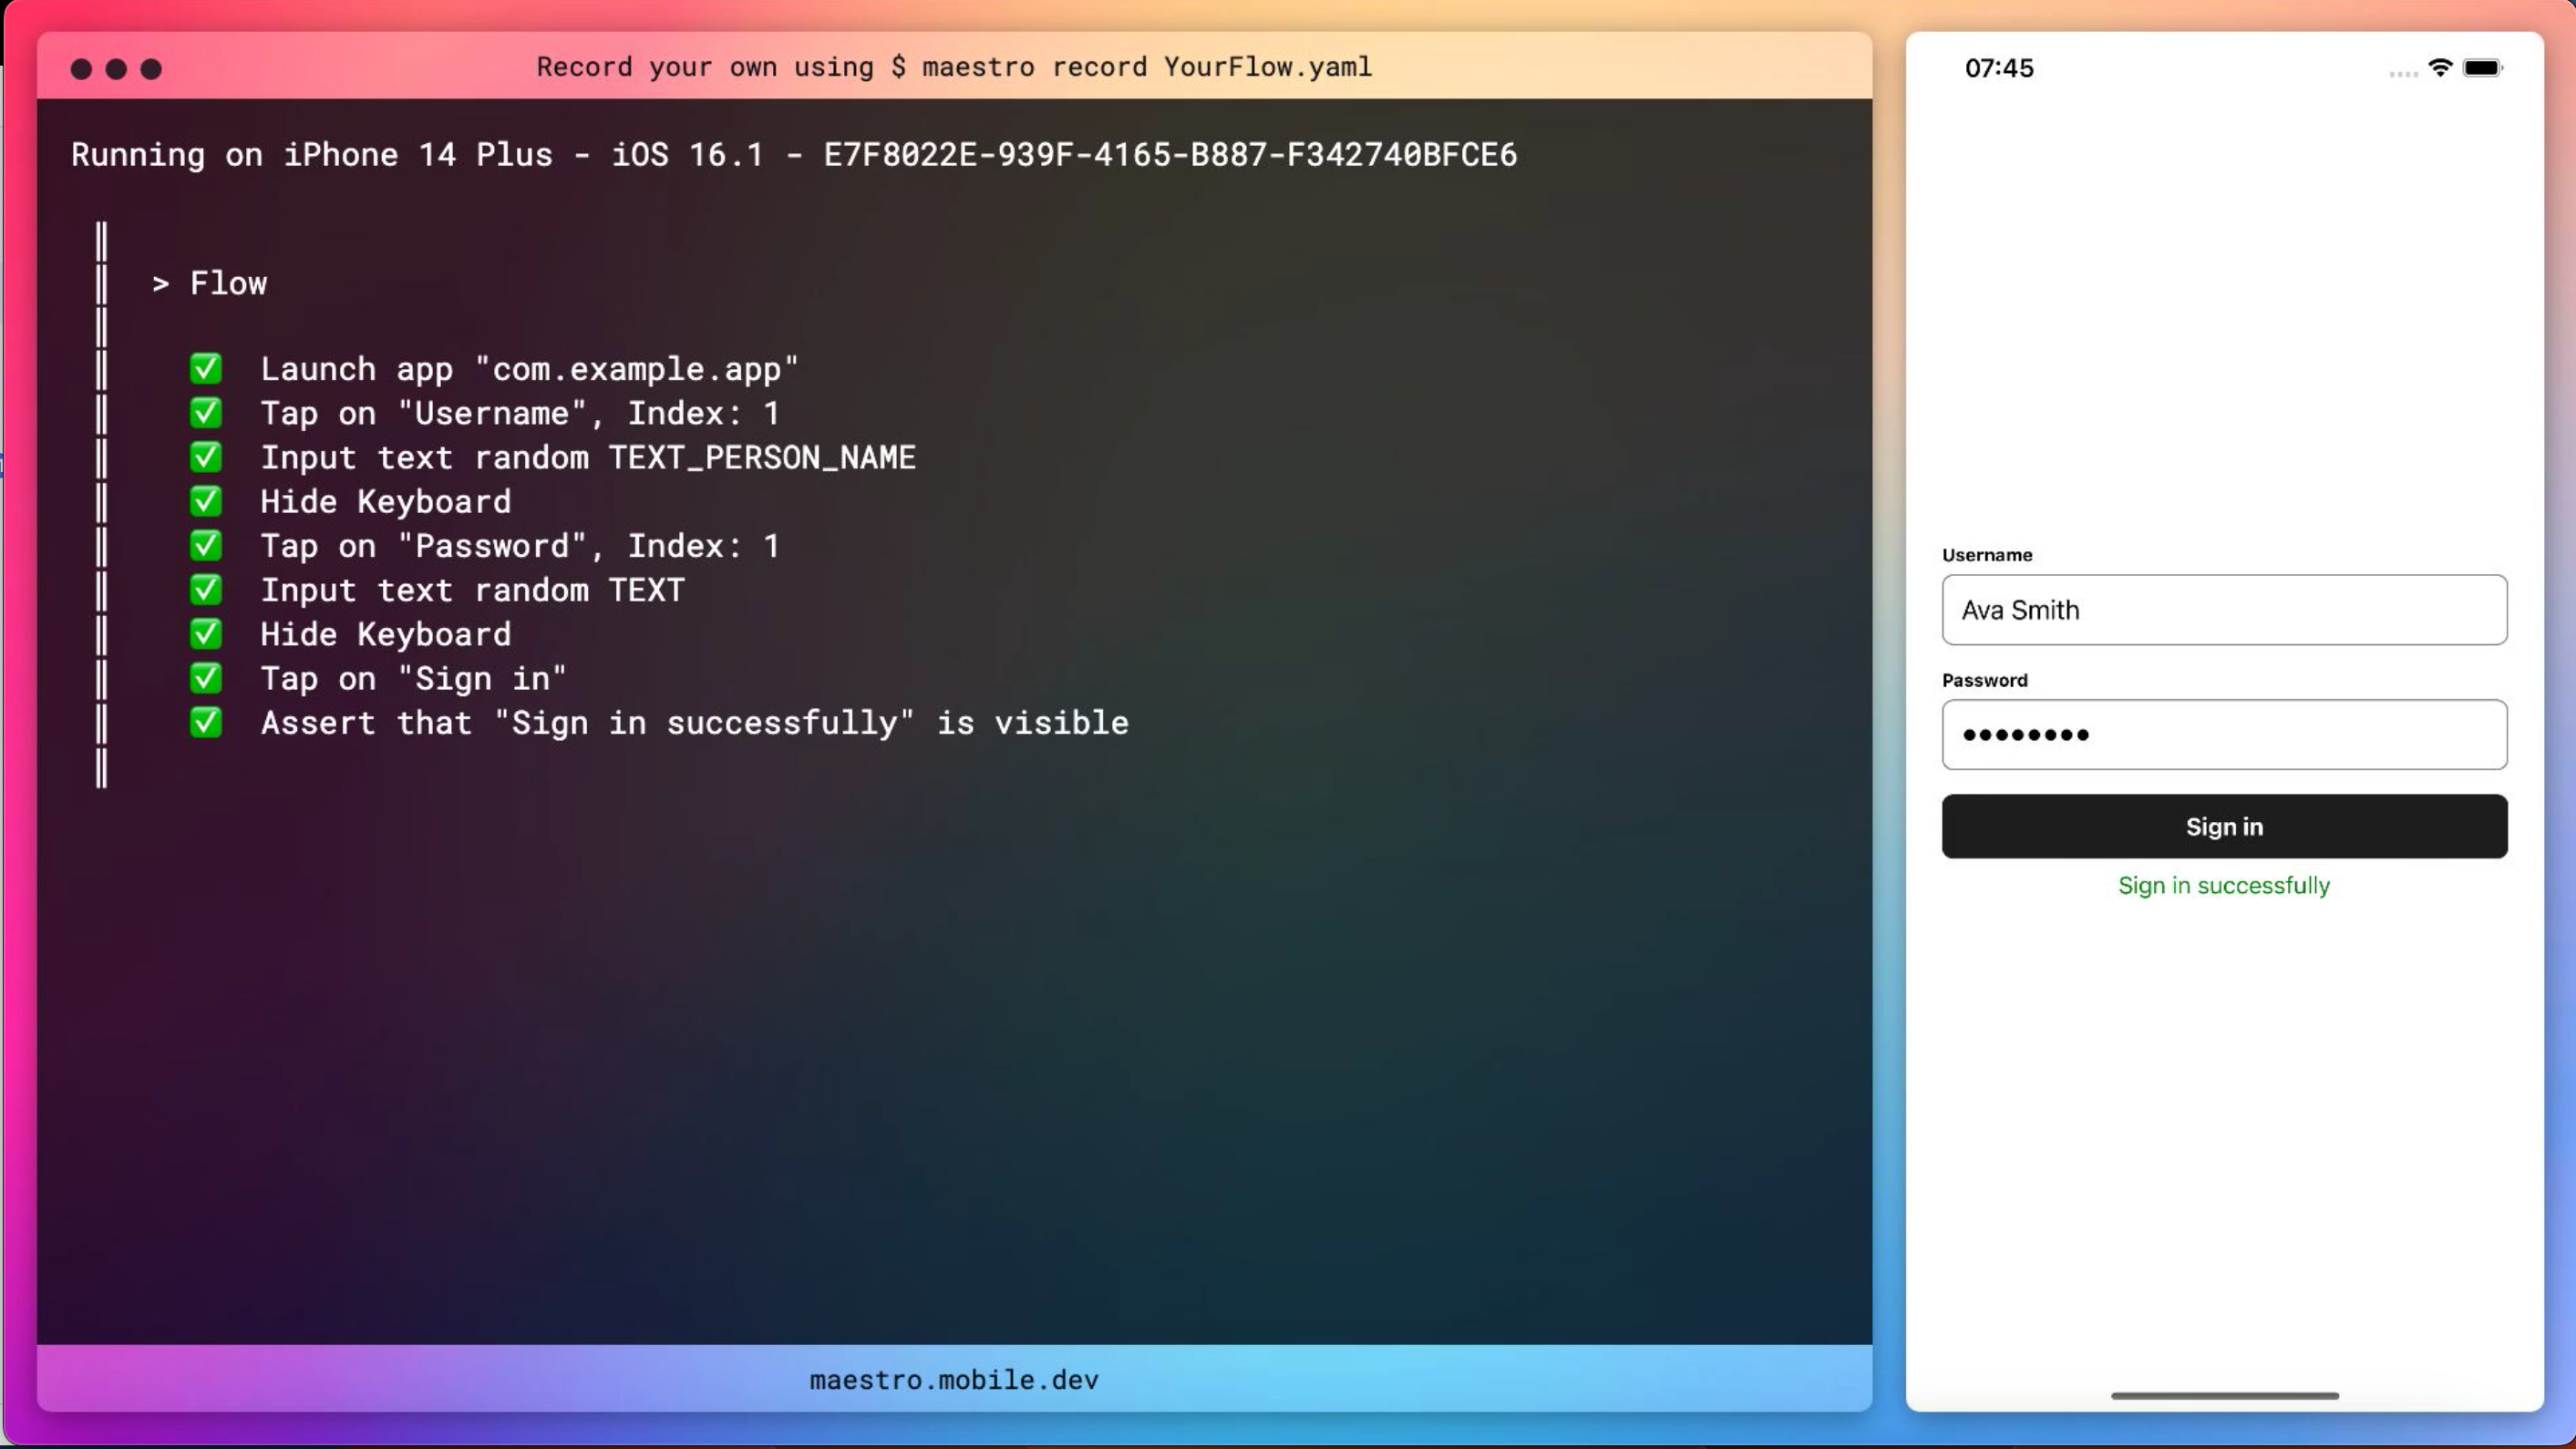 Record your own using $ maestro record YourFlow.yaml
Running on iPhone 14 Plus - iOS 16.1 - E7F8022E-939F-4165-B887-F342740BFCE6
> Flow
✅ Launch app "com.example.app"
✅ Tap on "Username", Index: 1
✅ Input text random TEXT_PERSON_NAME
✅ Hide Keyboard
✅ Tap on "Password", Index: 1
✅ Input text random TEXT
✅ Hide Keyboard
✅ Tap on "Sign in"
✅ Assert that "Sign in successfully" is visible
maestro.mobile.dev
07:45
Username
Ava Smith
Password
••••••••
Sign in
Sign in successfully